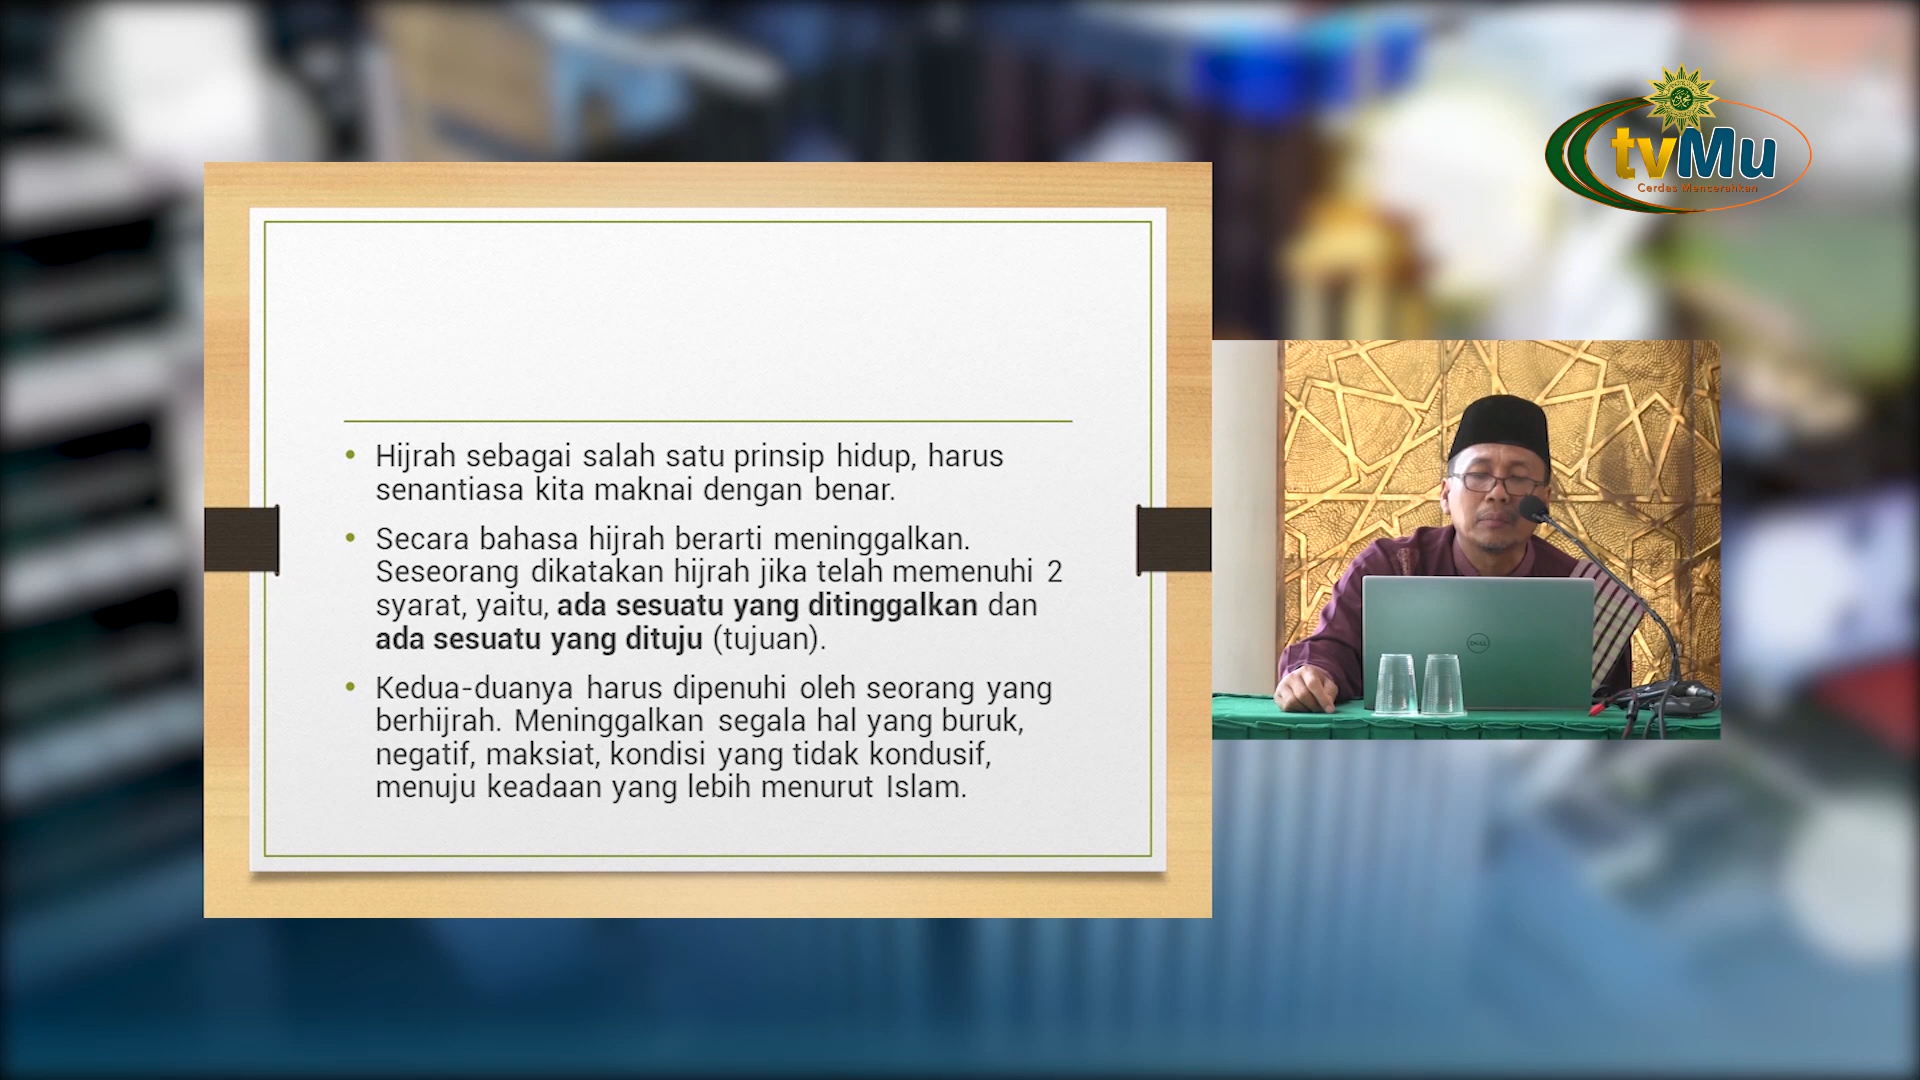 tvMu
Cerdas Mencerahkan
• Hijrah sebagai salah satu prinsip hidup, harus
senantiasa kita maknai dengan benar.
• Secara bahasa hijrah berarti meninggalkan.
Seseorang dikatakan hijrah jika telah memenuhi 2
syarat, yaitu, ada sesuatu yang ditinggalkan dan
ada sesuatu yang dituju (tujuan).
• Kedua-duanya harus dipenuhi oleh seorang yang
berhijrah. Meninggalkan segala hal yang buruk,
negatif, maksiat, kondisi yang tidak kondusif,
menuju keadaan yang lebih menurut Islam.
DELL